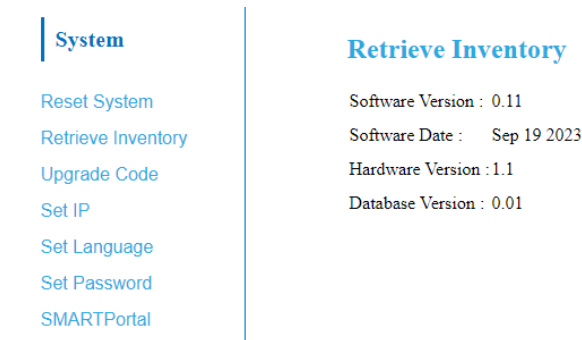 System
Reset System
Retrieve Inventory
Upgrade Code
Set IP
Set Language
Set Password
SMARTPortal
Retrieve Inventory
Software Version : 0.11
Software Date : Sep 19 2023
Hardware Version : 1.1
Database Version : 0.01